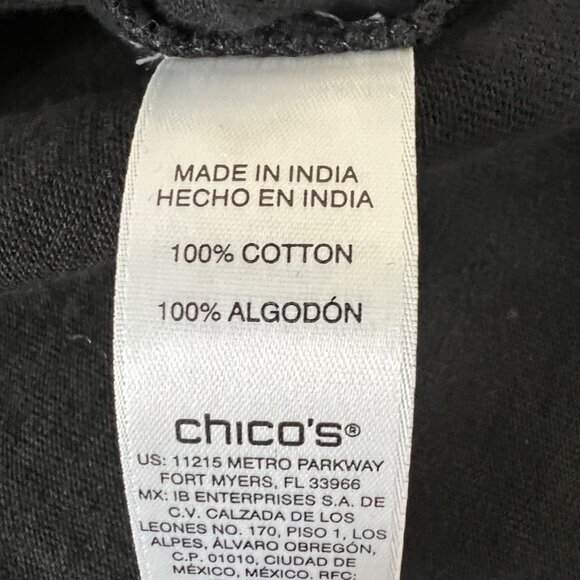 MADE IN INDIA
HECHO EN INDIA
100% COTTON
100% ALGODÓN
chico's®
US: 11215 METRO PARKWAY
FORT MYERS, FL 33966
MX: IB ENTERPRISES S.A. DE
C.V. CALZADA DE LOS
LEONES NO. 170, PISO 1, LOS
ALPES, ÁLVARO OBREGÓN,
C.P. 01010, CIUDAD DE
MÉXICO, MÉXICO, RFC: